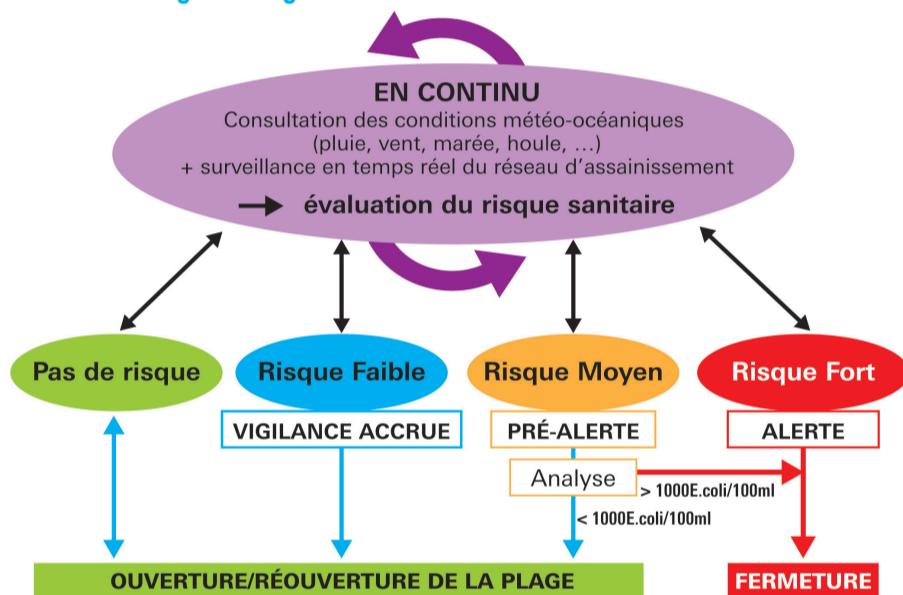 EN CONTINU
Consultation des conditions météo-océaniques
(pluie, vent, marée, houle, ...)
+ surveillance en temps réel du réseau d'assainissement
évaluation du risque sanitaire
Pas de risque
Risque Faible
Risque Moyen
Risque Fort
VIGILANCE ACCRUE
PRÉ-ALERTE
ALERTE
Analyse
> 1000E.coli/100ml
< 1000E.coli/100ml
OUVERTURE/RÉOUVERTURE DE LA PLAGE
FERMETURE